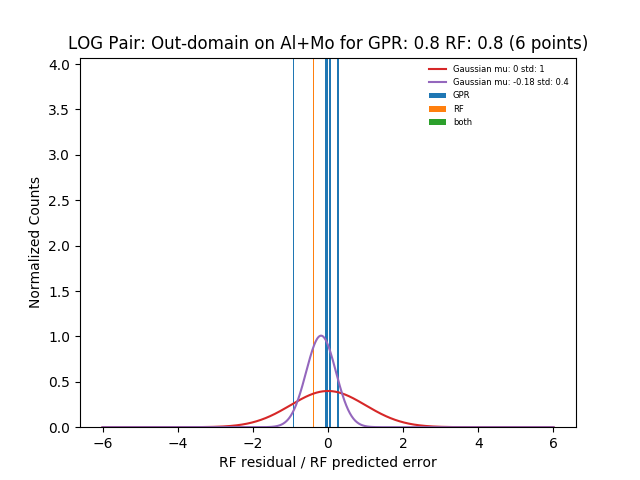 LOG Pair: Out-domain on Al+Mo for GPR: 0.8 RF: 0.8 (6 points)
Gaussian mu: 0 std: 1
Gaussian mu: -0.18 std: 0.4
GPR
RF
both
Normalized Counts
4.0
3.5
3.0
2.5
2.0
1.5
1.0
0.5
0.0
−6 −4 −2 0 2 4 6
RF residual / RF predicted error